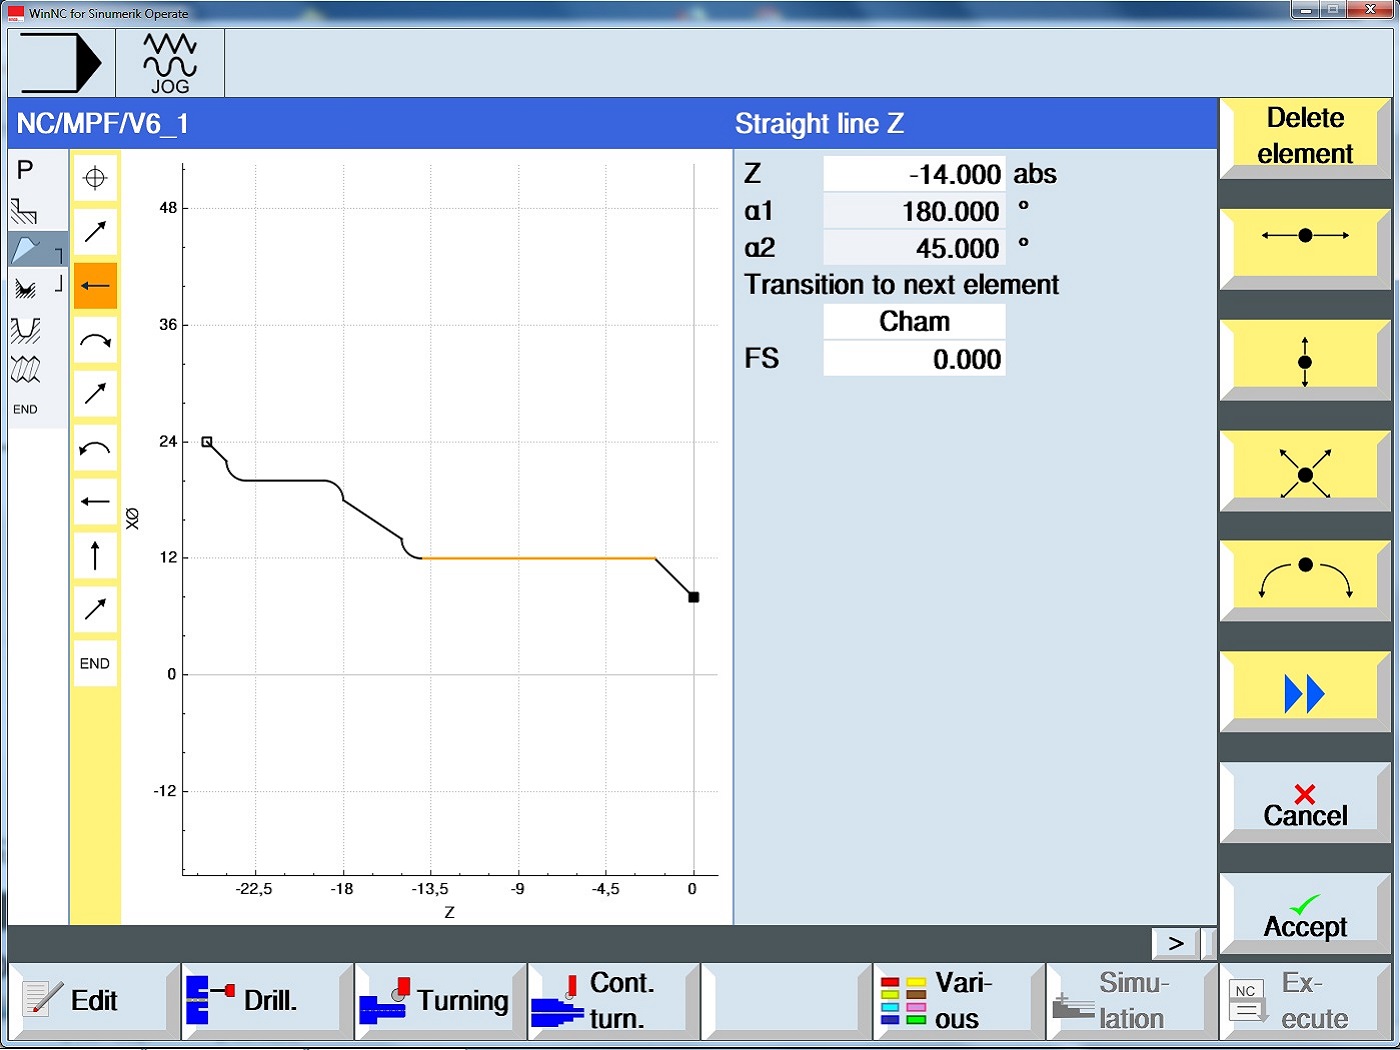 WinNC for Sinumerik Operate
JOG
NC/MPF/V6_1
Straight line Z
P
END
END
48
36
24
12
0
-12
XØ
-22,5
-18
-13,5
-9
-4,5
0
Z
Z -14.000 abs
α1 180.000 °
α2 45.000 °
Transition to next element
Cham
FS 0.000
Delete
element
Cancel
Accept
>
Edit
Drill.
Turning
Cont.
turn.
Vari-
ous
Simu-
lation
NC
Ex-
ecute